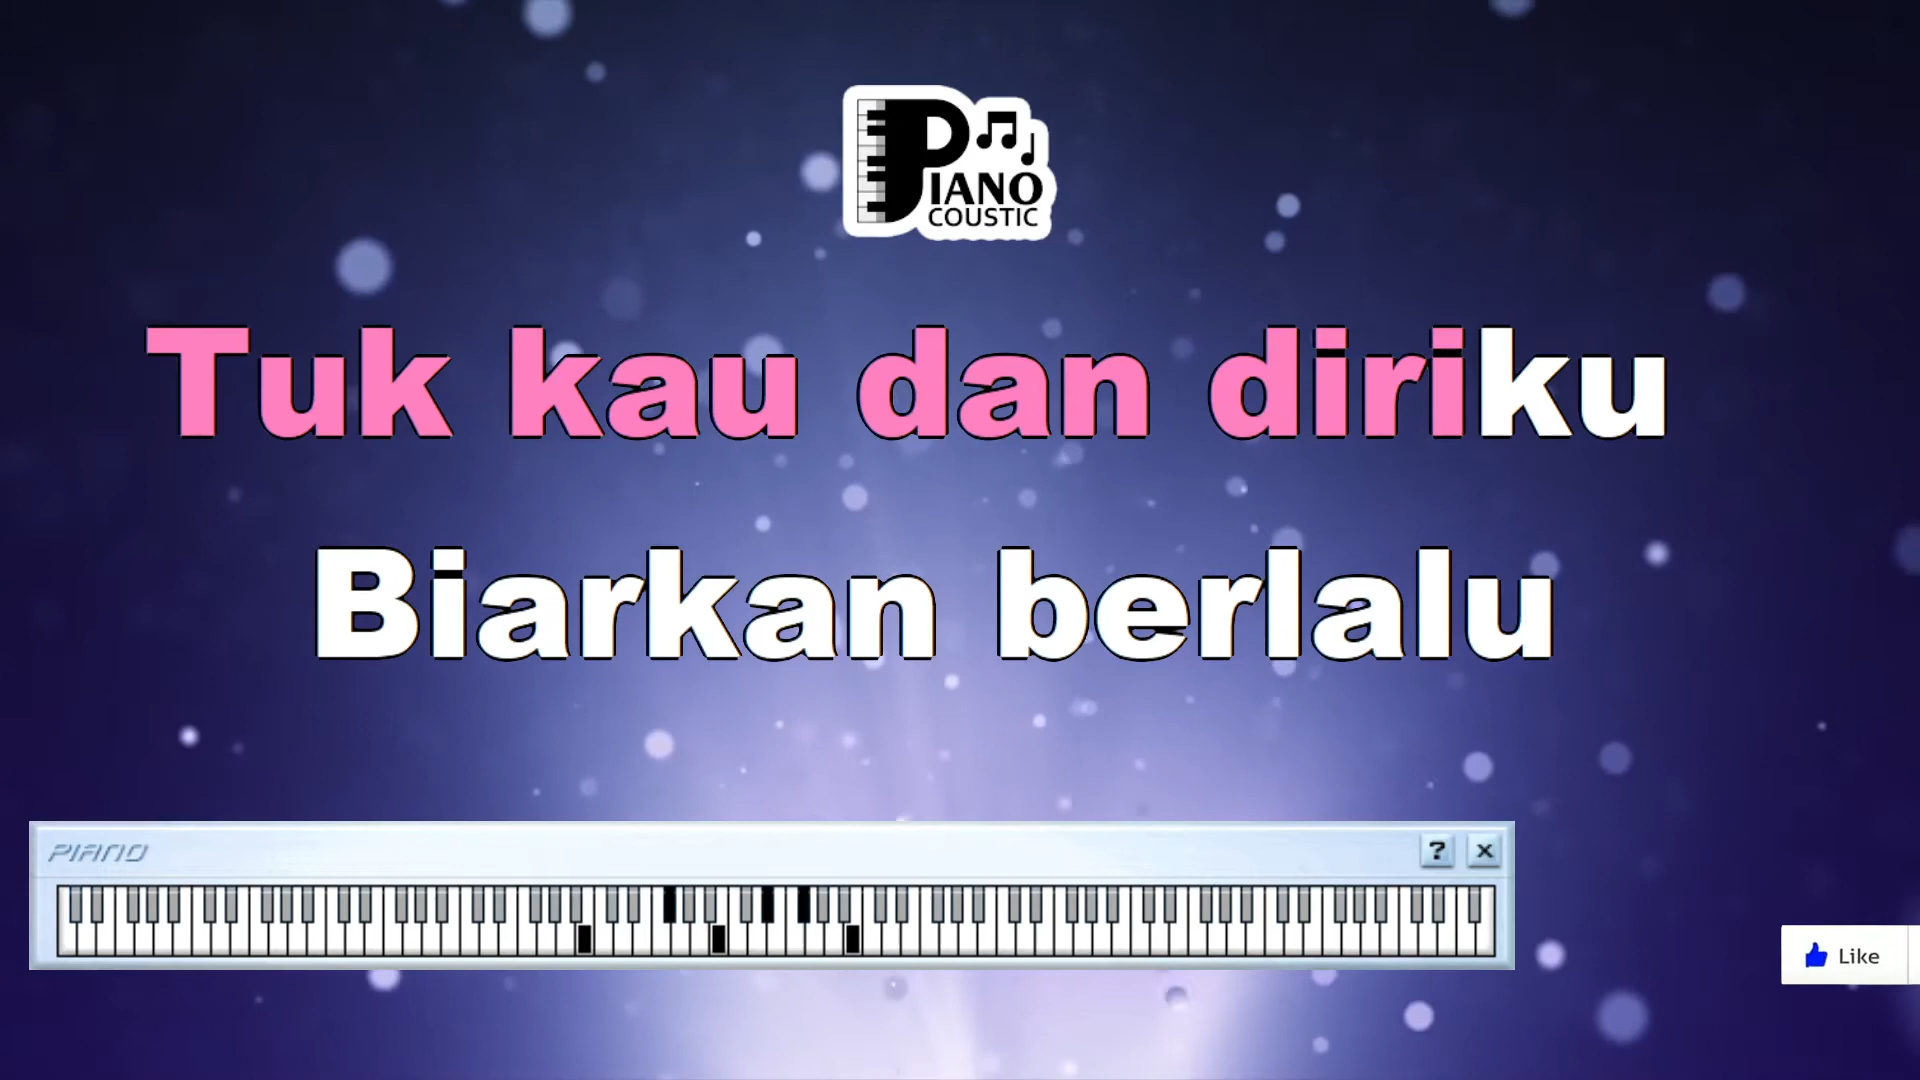 PIANO
COUSTIC
Tuk kau dan diriku
Biarkan berlalu
PIANO
? ×
Like